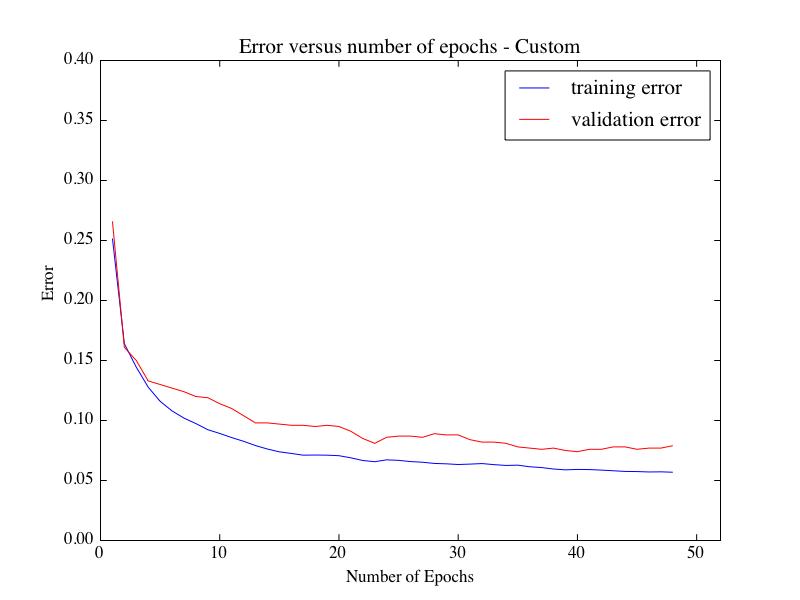 Error versus number of epochs - Custom
0.40
training error
validation error
0.35
0.30
0.25
0.20
0.15
0.10
0.05
0.00
Error
0 10 20 30 40 50
Number of Epochs